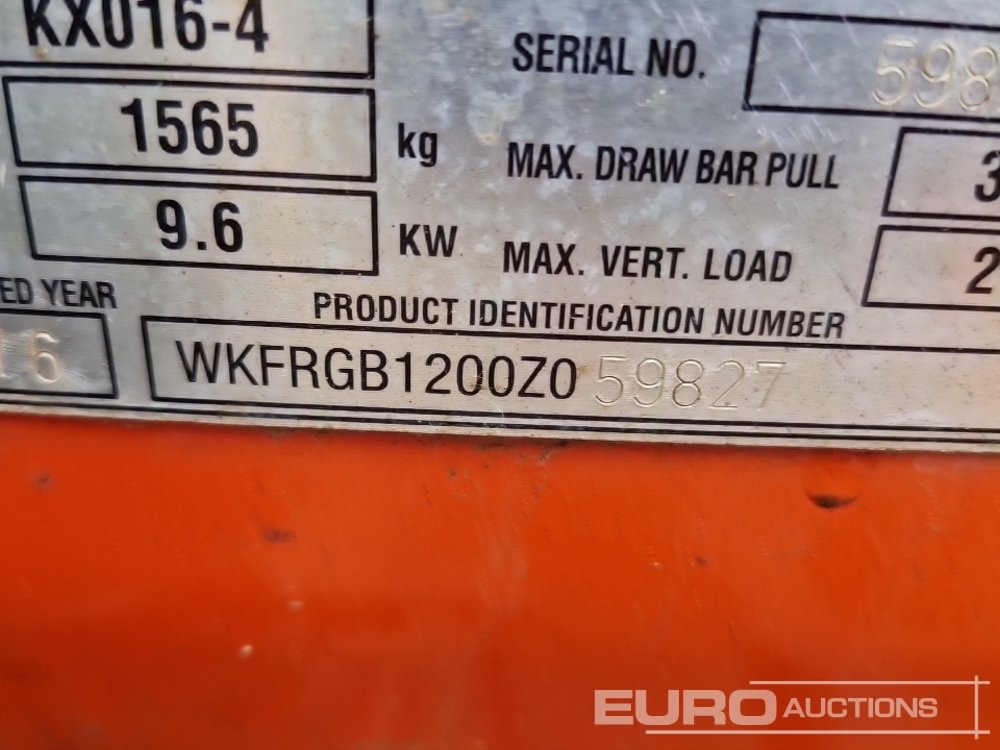 KX016-4
SERIAL NO. 598
1565 kg
MAX. DRAW BAR PULL 3
9.6 KW
MAX. VERT. LOAD 2
ED YEAR
PRODUCT IDENTIFICATION NUMBER
16 WKFRGB1200Z059827
EURO AUCTIONS